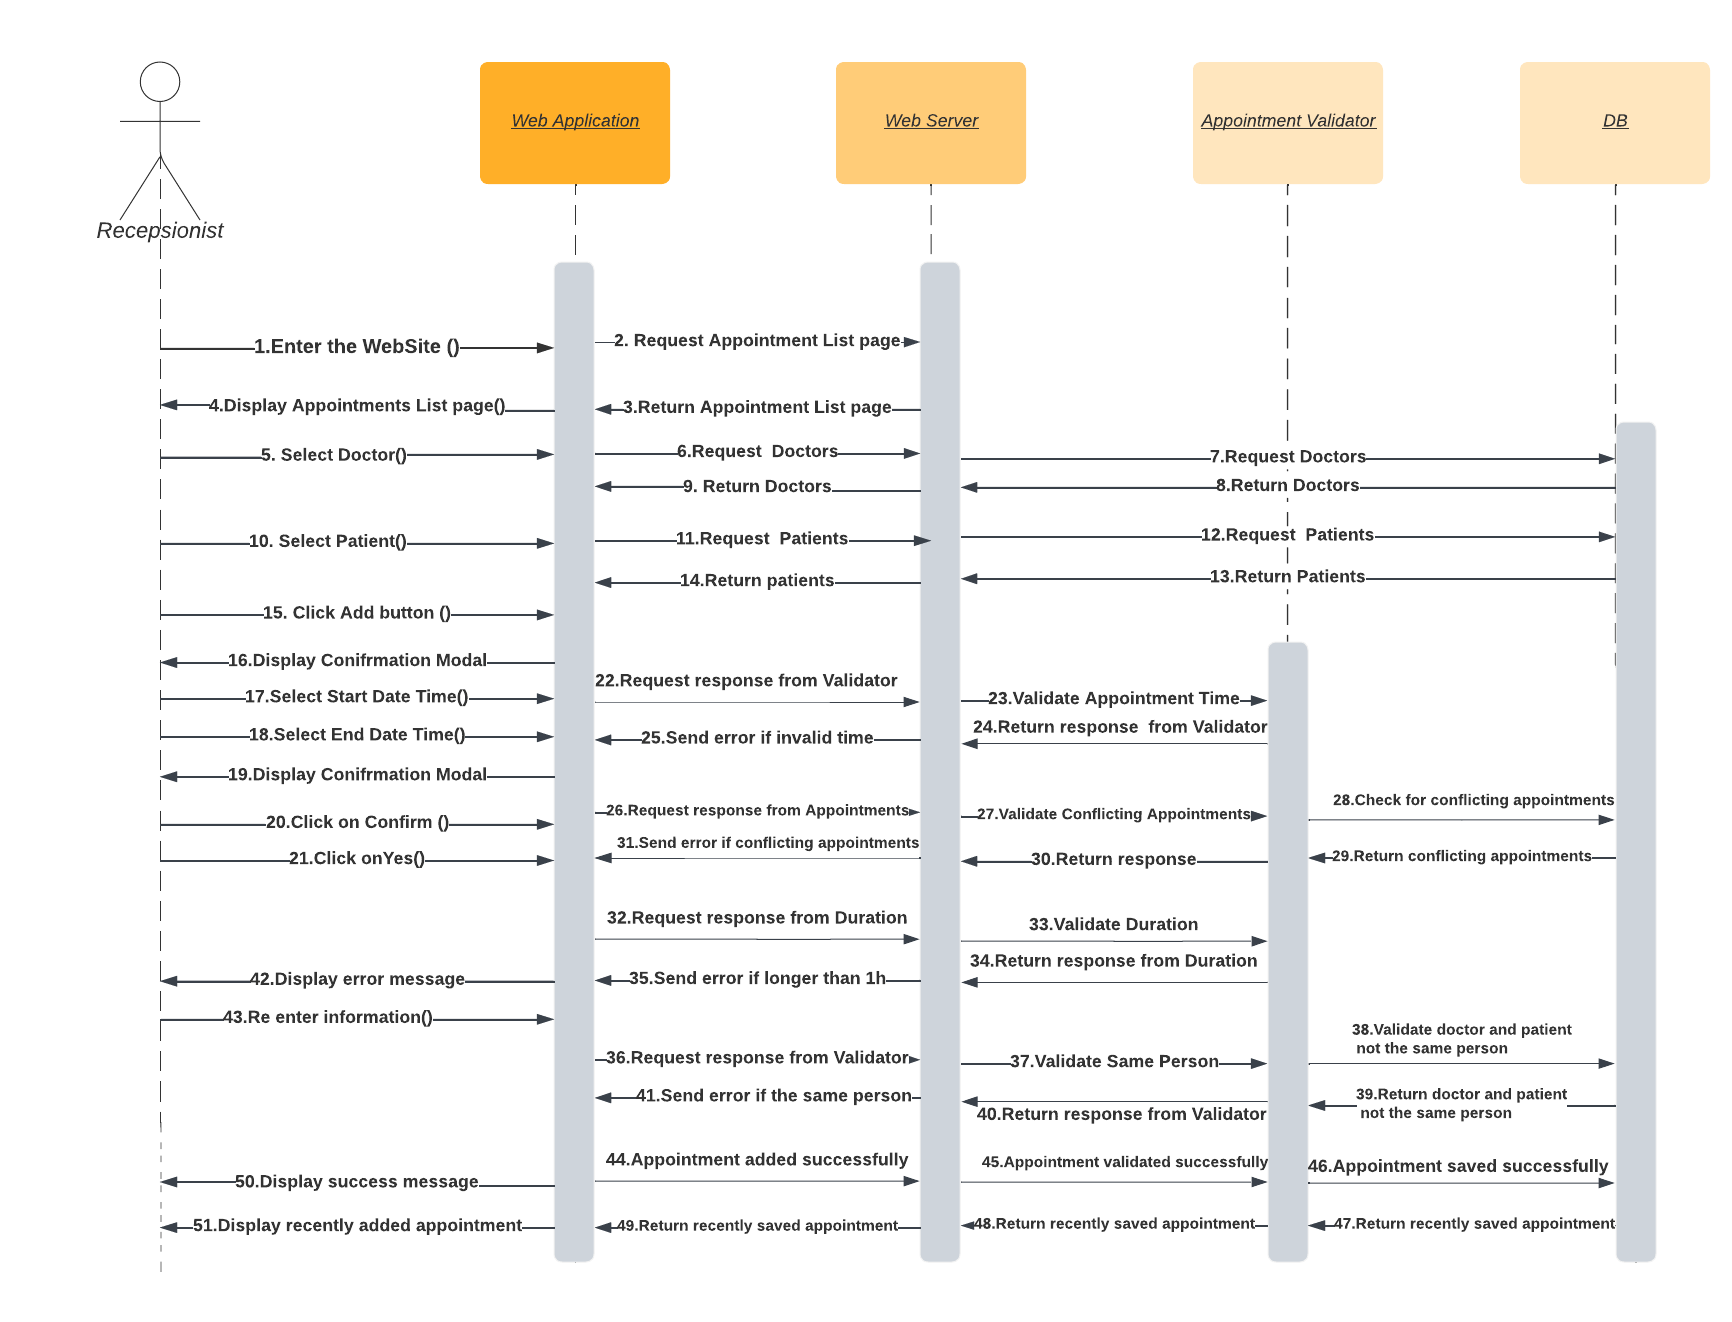 Web Application
Web Server
Appointment Validator
DB
Recepsionist
1.Enter the WebSite ()
2. Request Appointment List page
4.Display Appointments List page()
3.Return Appointment List page
5. Select Doctor()
6.Request  Doctors
7.Request Doctors
9. Return Doctors
8.Return Doctors
10. Select Patient()
11.Request  Patients
12.Request  Patients
14.Return patients
13.Return Patients
15. Click Add button ()
16.Display Conifrmation Modal
22.Request response from Validator
17.Select Start Date Time()
23.Validate Appointment Time
18.Select End Date Time()
25.Send error if invalid time
24.Return response  from Validator
19.Display Conifrmation Modal
26.Request response from Appointments
27.Validate Conflicting Appointments
28.Check for conflicting appointments
20.Click on Confirm ()
31.Send error if conflicting appointments
21.Click onYes()
30.Return response
29.Return conflicting appointments
32.Request response from Duration
33.Validate Duration
42.Display error message
35.Send error if longer than 1h
34.Return response from Duration
43.Re enter information()
36.Request response from Validator
37.Validate Same Person
38.Validate doctor and patient
not the same person
41.Send error if the same person
40.Return response from Validator
39.Return doctor and patient
not the same person
44.Appointment added successfully
45.Appointment validated successfully
46.Appointment saved successfully
50.Display success message
51.Display recently added appointment
49.Return recently saved appointment
48.Return recently saved appointment
47.Return recently saved appointment